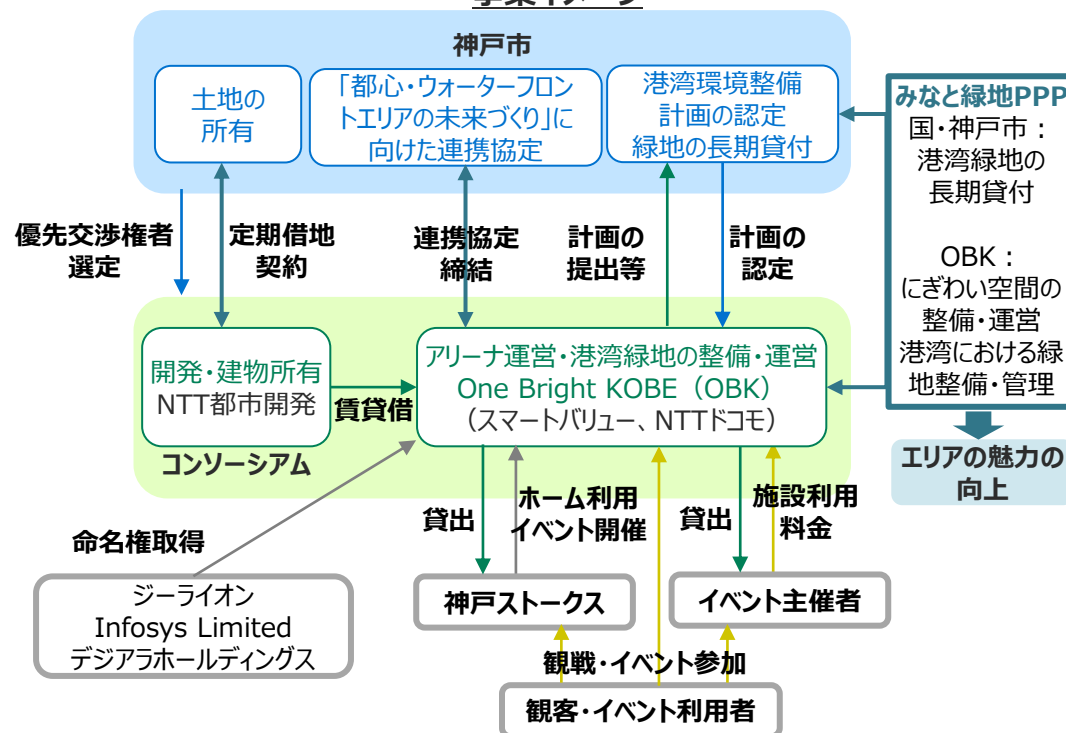 事業イメージ
神戸市
土地の
所有
「都心・ウォーターフロン
トエリアの未来づくり」に
向けた連携協定
港湾環境整備
計画の認定
緑地の長期貸付
みなと緑地PPP
国・神戸市：
港湾緑地の
長期貸付
OBK：
にぎわい空間の
整備・運営
港湾における緑
地整備・管理
優先交渉権者
選定
定期借地
契約
連携協定
締結
計画の
提出等
計画の
認定
開発・建物所有
NTT都市開発
賃貸借
アリーナ運営・港湾緑地の整備・運営
One Bright KOBE（OBK）
（スマートバリュー、NTTドコモ）
コンソーシアム
エリアの魅力の
向上
命名権取得
貸出
ホーム利用
イベント開催
貸出
施設利用
料金
ジーライオン
Infosys Limited
デジアラホールディングス
神戸ストークス
イベント主催者
観戦・イベント参加
観客・イベント利用者